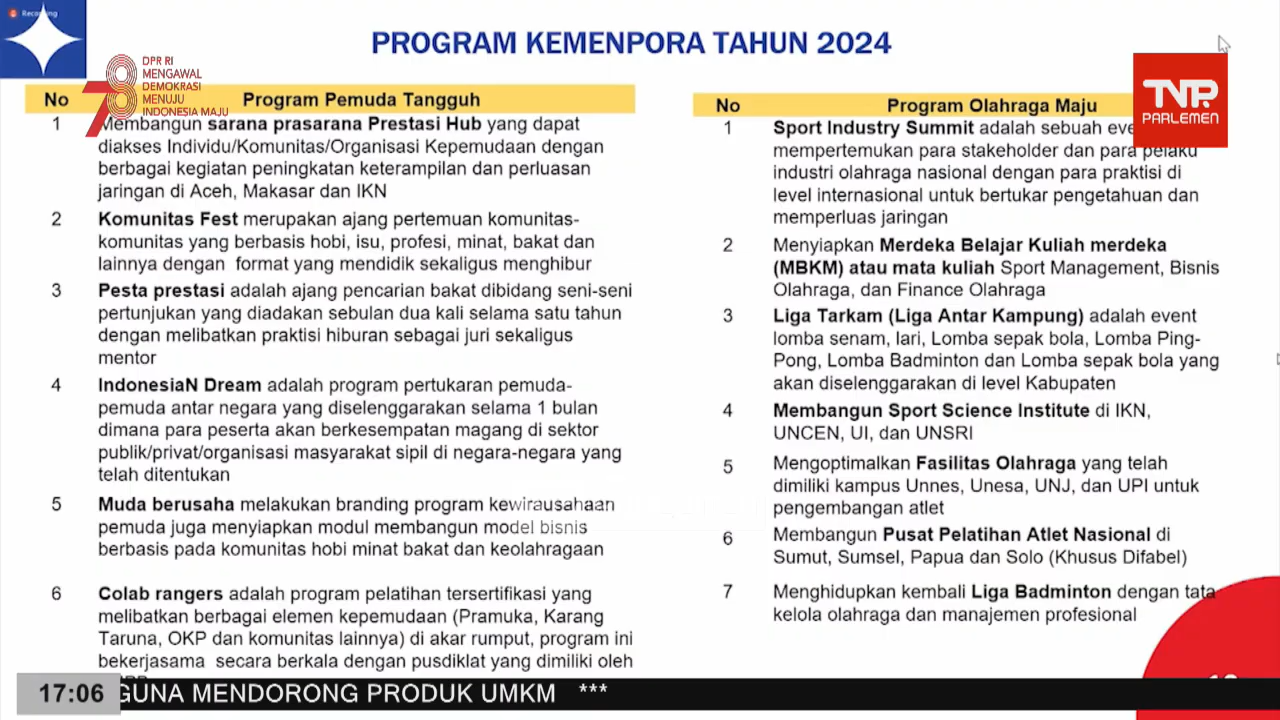 Recording
PROGRAM KEMENPORA TAHUN 2024
DPR RI
MENGAWAL
DEMOKRASI
MENUJU
INDONESIA MAJU
78
TVP.
PARLEMEN
No Program Pemuda Tangguh
1 Membangun sarana prasarana Prestasi Hub yang dapat
diakses Individu/Komunitas/Organisasi Kepemudaan dengan
berbagai kegiatan peningkatan keterampilan dan perluasan
jaringan di Aceh, Makasar dan IKN
2 Komunitas Fest merupakan ajang pertemuan komunitas-
komunitas yang berbasis hobi, isu, profesi, minat, bakat dan
lainnya dengan format yang mendidik sekaligus menghibur
3 Pesta prestasi adalah ajang pencarian bakat dibidang seni-seni
pertunjukan yang diadakan sebulan dua kali selama satu tahun
dengan melibatkan praktisi hiburan sebagai juri sekaligus
mentor
4 IndonesiaN Dream adalah program pertukaran pemuda-
pemuda antar negara yang diselenggarakan selama 1 bulan
dimana para peserta akan berkesempatan magang di sektor
publik/privat/organisasi masyarakat sipil di negara-negara yang
telah ditentukan
5 Muda berusaha melakukan branding program kewirausahaan
pemuda juga menyiapkan modul membangun model bisnis
berbasis pada komunitas hobi minat bakat dan keolahragaan
6 Colab rangers adalah program pelatihan tersertifikasi yang
melibatkan berbagai elemen kepemudaan (Pramuka, Karang
Taruna, OKP dan komunitas lainnya) di akar rumput, program ini
bekerjasama secara berkala dengan pusdiklat yang dimiliki oleh
No Program Olahraga Maju
1 Sport Industry Summit adalah sebuah
mempertemukan para stakeholder dan para pelaku
industri olahraga nasional dengan para praktisi di
level internasional untuk bertukar pengetahuan dan
memperluas jaringan
2 Menyiapkan Merdeka Belajar Kuliah merdeka
(MBKM) atau mata kuliah Sport Management, Bisnis
Olahraga, dan Finance Olahraga
3 Liga Tarkam (Liga Antar Kampung) adalah event
lomba senam, lari, Lomba sepak bola, Lomba Ping-
Pong, Lomba Badminton dan Lomba sepak bola yang
akan diselenggarakan di level Kabupaten
4 Membangun Sport Science Institute di IKN,
UNCEN, UI, dan UNSRI
5 Mengoptimalkan Fasilitas Olahraga yang telah
dimiliki kampus Unnes, Unesa, UNJ, dan UPI untuk
pengembangan atlet
6 Membangun Pusat Pelatihan Atlet Nasional di
Sumut, Sumsel, Papua dan Solo (Khusus Difabel)
7 Menghidupkan kembali Liga Badminton dengan tata
kelola olahraga dan manajemen profesional
17:06 GUNA MENDORONG PRODUK UMKM ***